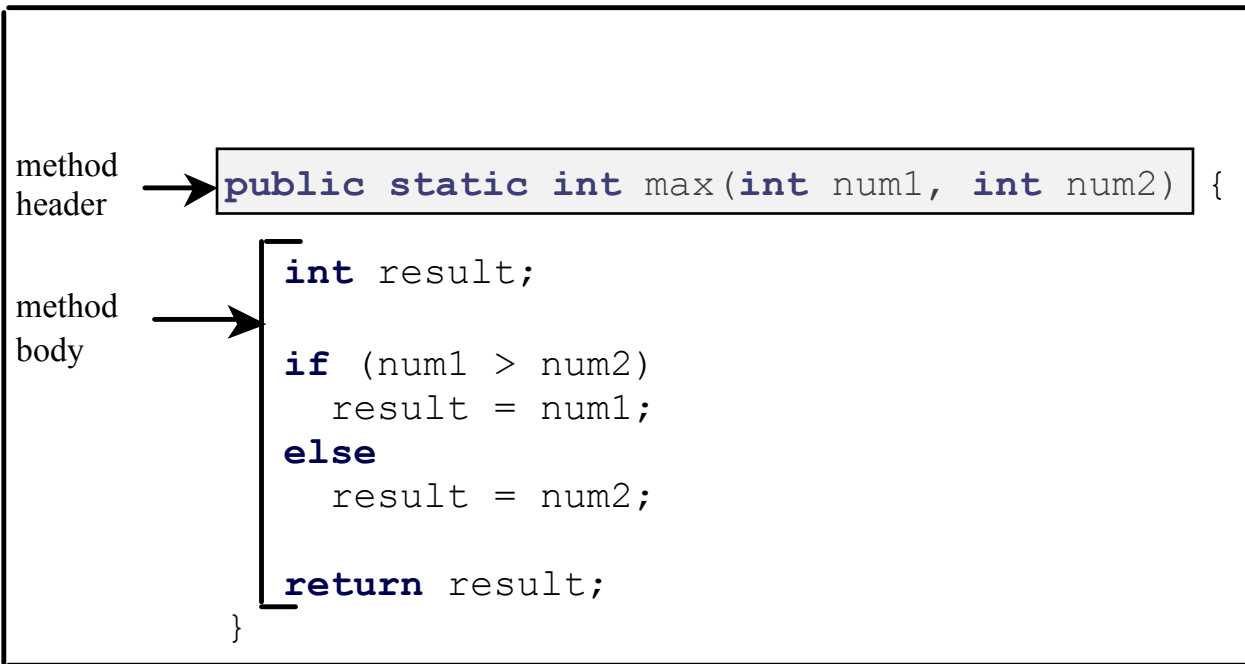 method
header
public static int max(int num1, int num2) {
int result;
method
body
if (num1 > num2)
result = num1;
else
result = num2;
return result;
}